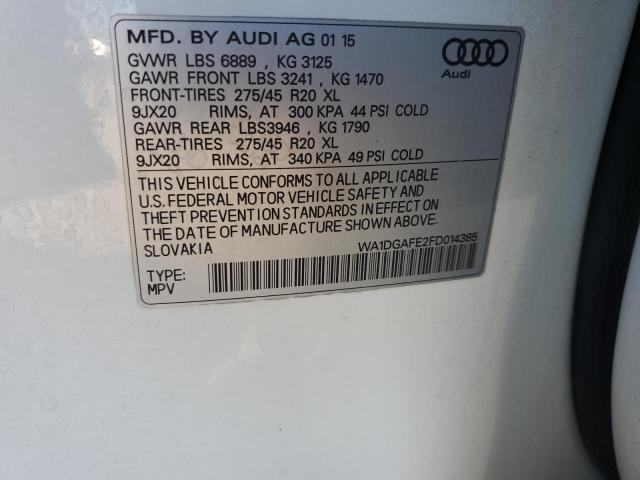 MFD. BY AUDI AG 01 15
GVWR LBS 6889 , KG 3125
GAWR FRONT LBS 3241 , KG 1470
FRONT-TIRES 275/45 R20 XL
9JX20 RIMS, AT 300 KPA 44 PSI COLD
GAWR REAR LBS3946 , KG 1790
REAR-TIRES 275/45 R20 XL
9JX20 RIMS, AT 340 KPA 49 PSI COLD
Audi
THIS VEHICLE CONFORMS TO ALL APPLICABLE
U.S. FEDERAL MOTOR VEHICLE SAFETY AND
THEFT PREVENTION STANDARDS IN EFFECT ON
THE DATE OF MANUFACTURE SHOWN ABOVE.
SLOVAKIA WA1DGAFE2FD014385
TYPE:
MPV